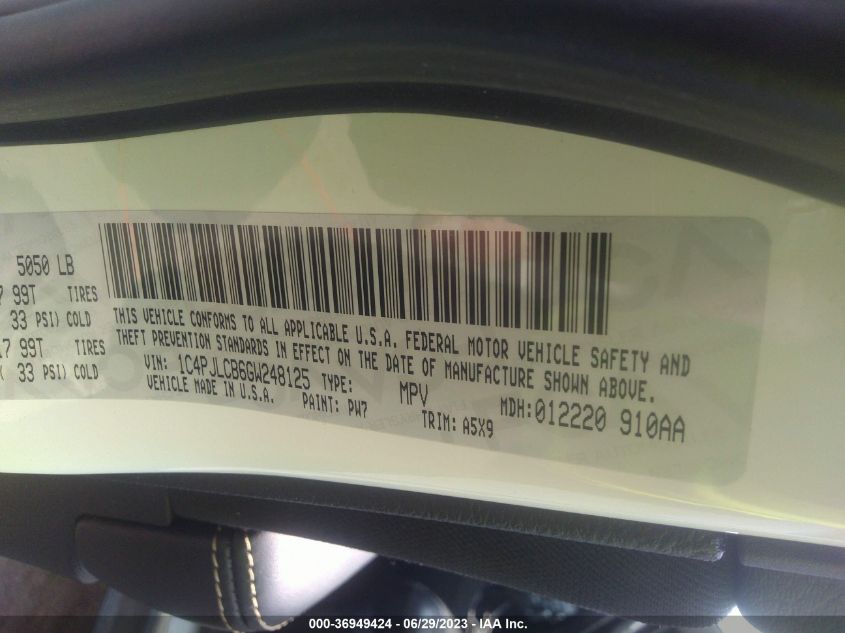 5050 LB
7 99T TIRES
33 PSI) COLD
17 99T TIRES
( 33 PSI) COLD
THIS VEHICLE CONFORMS TO ALL APPLICABLE U.S.A. FEDERAL MOTOR VEHICLE SAFETY AND
THEFT PREVENTION STANDARDS IN EFFECT ON THE DATE OF MANUFACTURE SHOWN ABOVE.
VIN: 1C4PJLCB6GW248125 TYPE: MPV MDH:012220 910AA
VEHICLE MADE IN U.S.A. PAINT: PW7 TRIM: A5X9
000-36949424 - 06/29/2023 - IAA Inc.